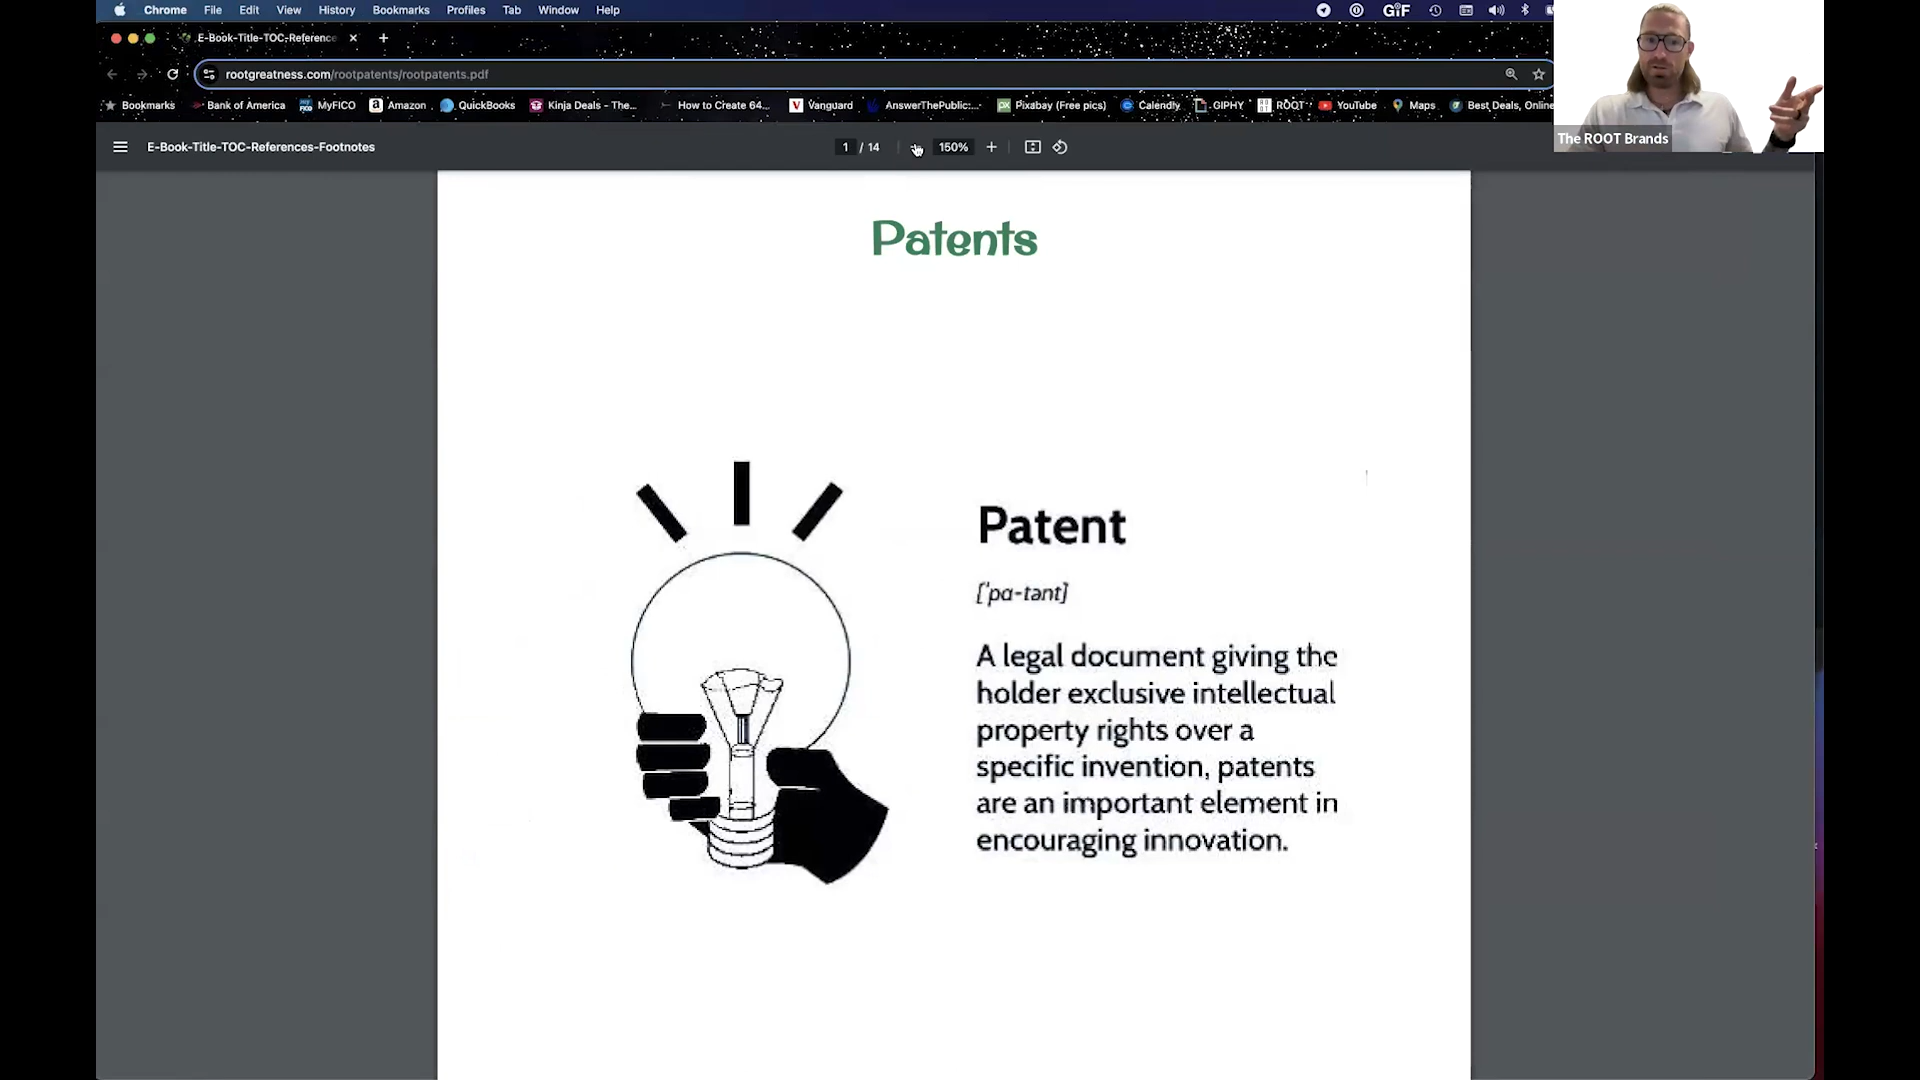 Chrome File Edit View History Bookmarks Profiles Tab Window Help GIF
E-Book-Title-TOC-Reference
rootgreatness.com/rootpatents/rootpatents.pdf
Bookmarks Bank of America MyFICO Amazon QuickBooks Kinja Deals - The... How to Create 64... Vanguard AnswerThePublic:... Pixabay (Free pics) Calendly GIPHY ROOT YouTube Maps Best Deals, Online
The ROOT Brands
E-Book-Title-TOC-References-Footnotes 1 / 14 150%
Patents
Patent
['pa-tənt]
A legal document giving the
holder exclusive intellectual
property rights over a
specific invention, patents
are an important element in
encouraging innovation.